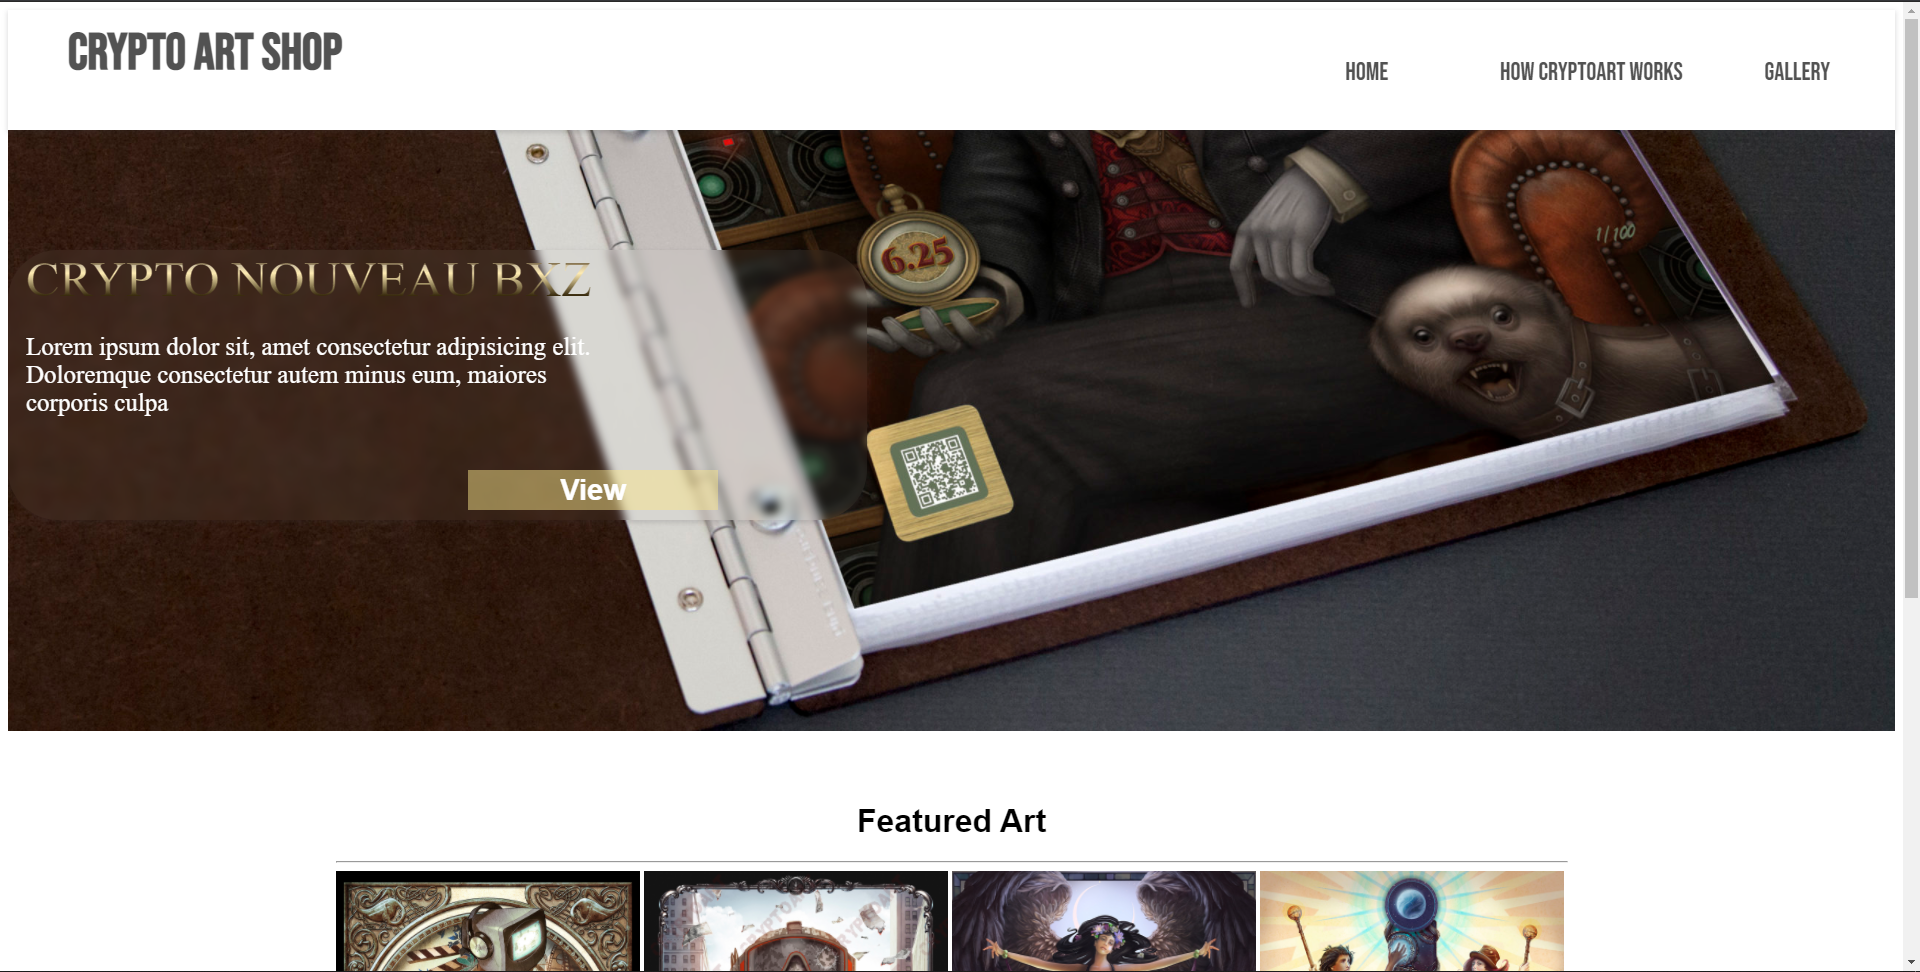 CRYPTO ART SHOP
HOME
HOW CRYPTOART WORKS
GALLERY
6.25
1/100
CRYPTO NOUVEAU BXZ
Lorem ipsum dolor sit, amet consectetur adipisicing elit.
Doloremque consectetur autem minus eum, maiores
corporis culpa
View
Featured Art